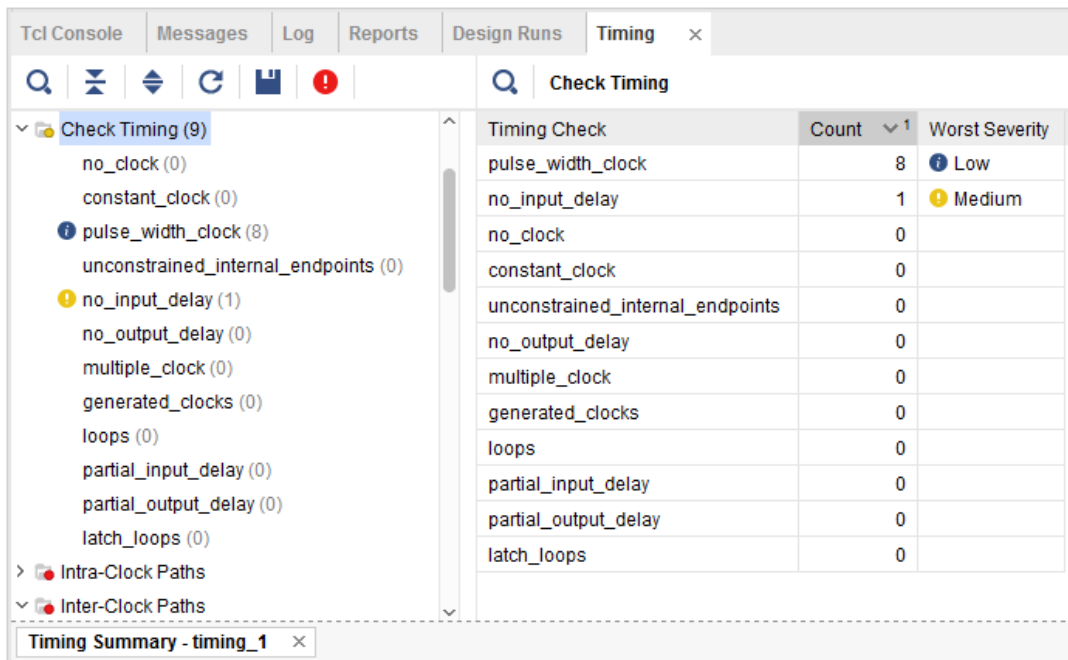 Tcl Console Messages Log Reports Design Runs Timing ×
Check Timing
Check Timing (9)
no_clock (0)
constant_clock (0)
pulse_width_clock (8)
unconstrained_internal_endpoints (0)
no_input_delay (1)
no_output_delay (0)
multiple_clock (0)
generated_clocks (0)
loops (0)
partial_input_delay (0)
partial_output_delay (0)
latch_loops (0)
Intra-Clock Paths
Inter-Clock Paths
Timing Check Count 1 Worst Severity
pulse_width_clock 8 Low
no_input_delay 1 Medium
no_clock 0
constant_clock 0
unconstrained_internal_endpoints 0
no_output_delay 0
multiple_clock 0
generated_clocks 0
loops 0
partial_input_delay 0
partial_output_delay 0
latch_loops 0
Timing Summary - timing_1 ×